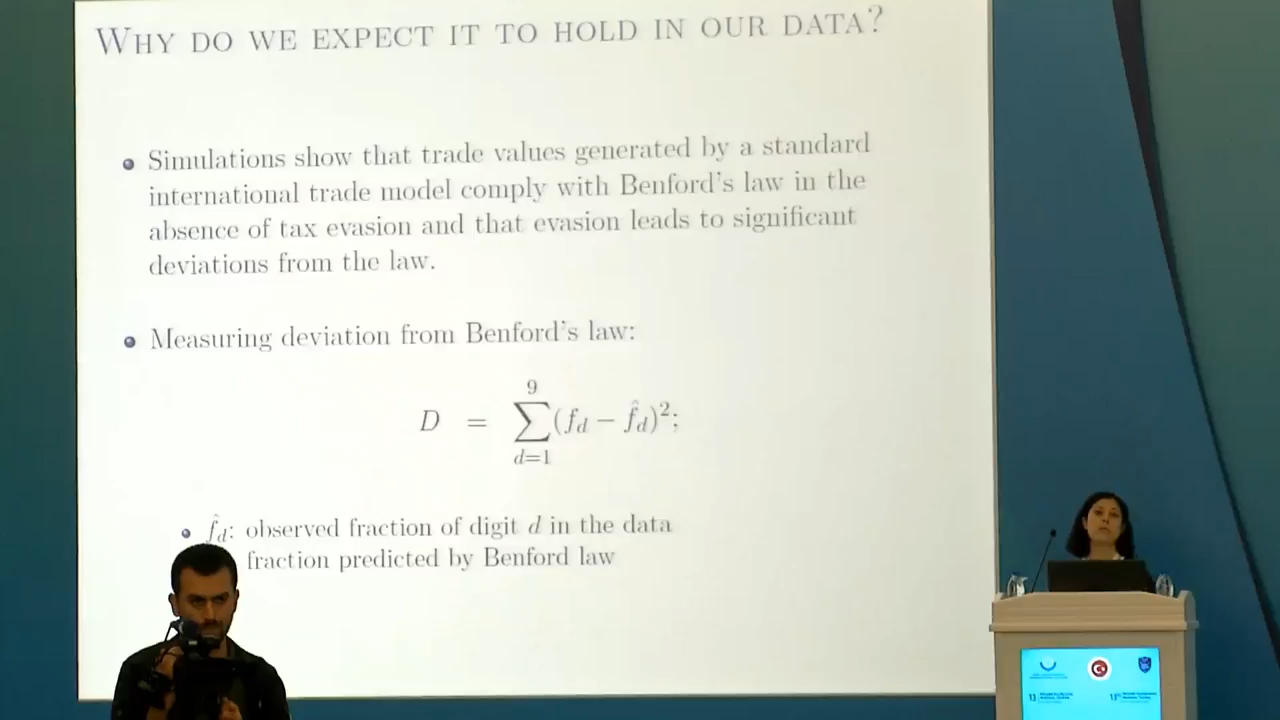 WHY DO WE EXPECT IT TO HOLD IN OUR DATA?
Simulations show that trade values generated by a standard
international trade model comply with Benford's law in the
absence of tax evasion and that evasion leads to significant
deviations from the law.
Measuring deviation from Benford's law:
D = ∑_{d=1}^{9} (f_d − f̂_d)²;
f̂_d: observed fraction of digit d in the data
fraction predicted by Benford law